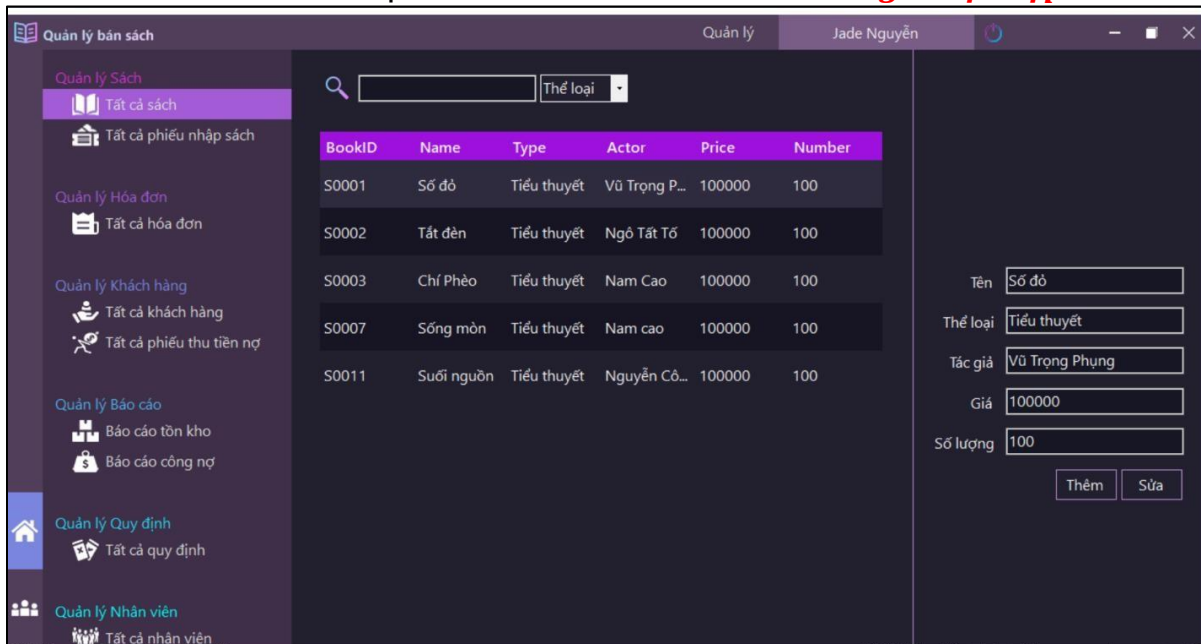 Quản lý bán sách
Quản lý
Jade Nguyễn
Quản lý Sách
Tất cả sách
Tất cả phiếu nhập sách
Quản lý Hóa đơn
Tất cả hóa đơn
Quản lý Khách hàng
Tất cả khách hàng
Tất cả phiếu thu tiền nợ
Quản lý Báo cáo
Báo cáo tồn kho
Báo cáo công nợ
Quản lý Quy định
Tất cả quy định
Quản lý Nhân viên
Tất cả nhân viên
Thể loại
BookID Name Type Actor Price Number
S0001 Số đỏ Tiểu thuyết Vũ Trọng P... 100000 100
S0002 Tắt đèn Tiểu thuyết Ngô Tất Tố 100000 100
S0003 Chí Phèo Tiểu thuyết Nam Cao 100000 100
S0007 Sống mòn Tiểu thuyết Nam cao 100000 100
S0011 Suối nguồn Tiểu thuyết Nguyễn Cô... 100000 100
Tên Số đỏ
Thể loại Tiểu thuyết
Tác giả Vũ Trọng Phụng
Giá 100000
Số lượng 100
Thêm Sửa